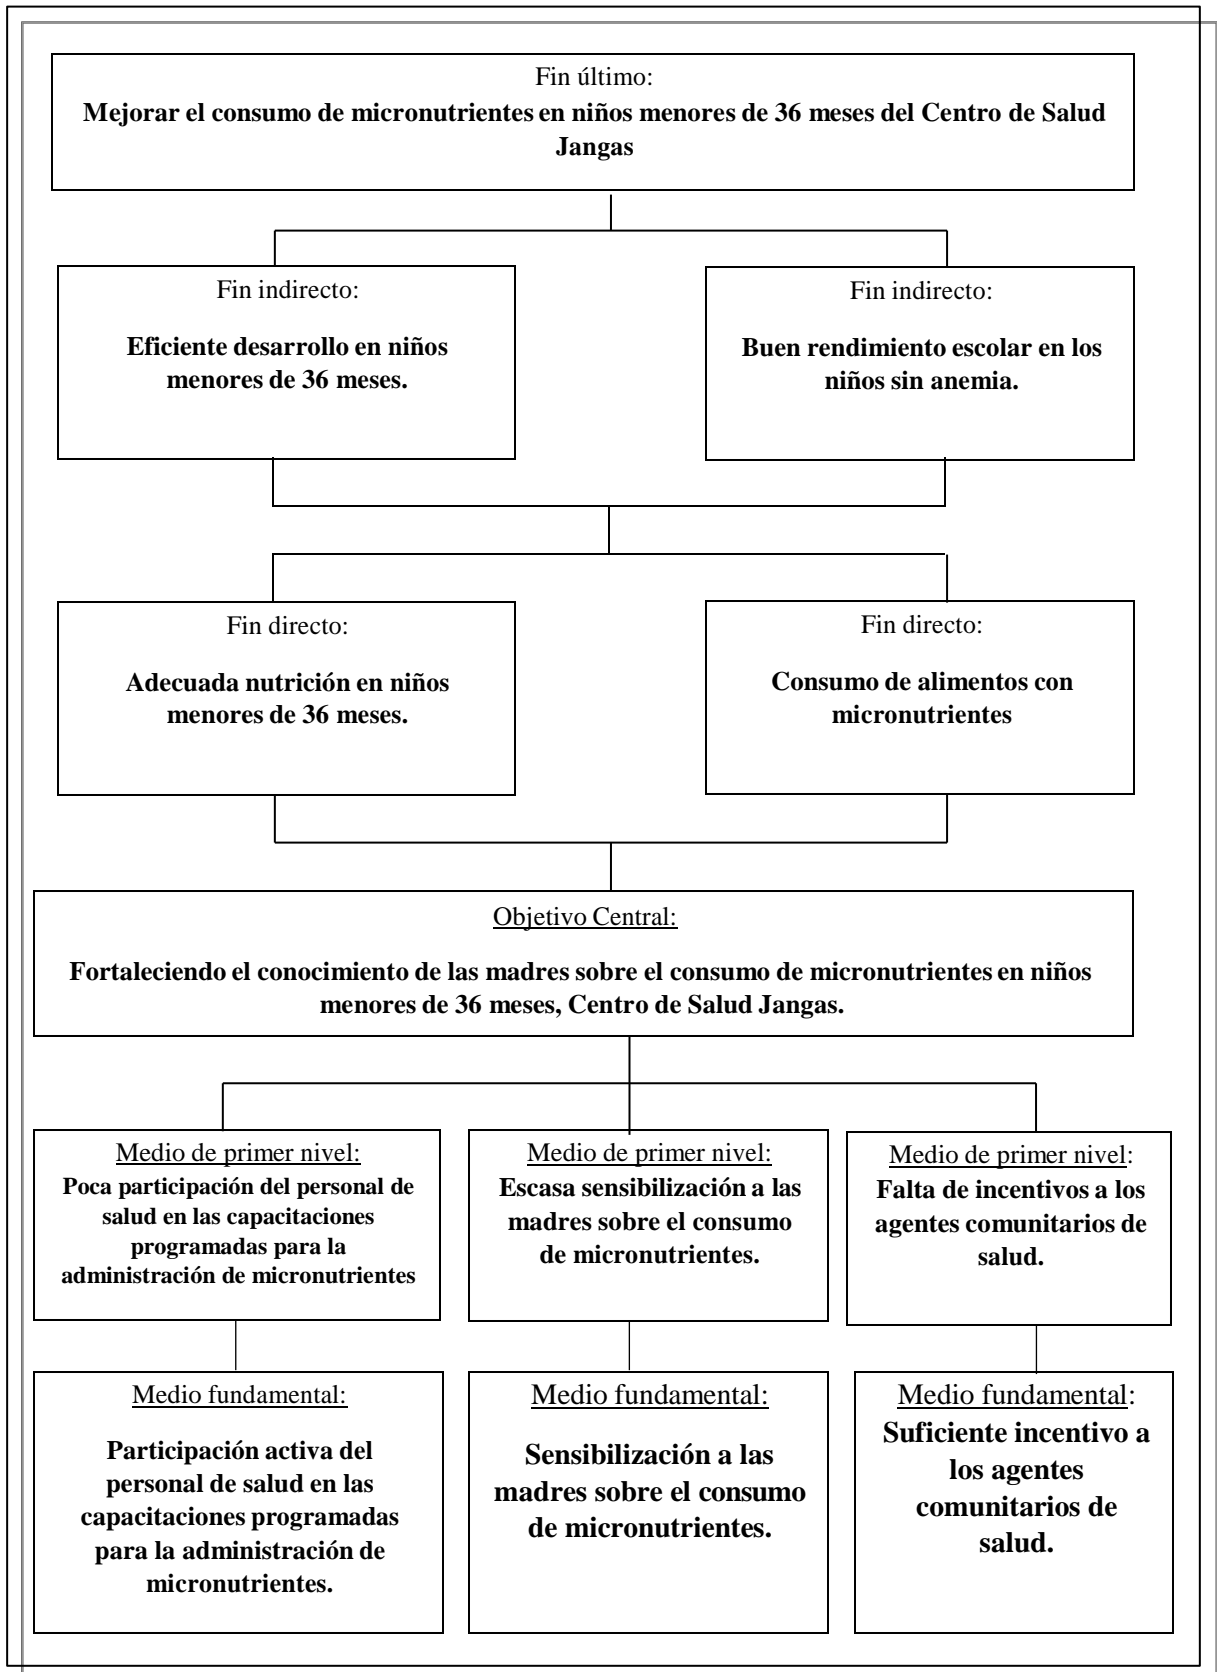 Fin último:
Mejorar el consumo de micronutrientes en niños menores de 36 meses del Centro de Salud
Jangas
Fin indirecto:
Eficiente desarrollo en niños
menores de 36 meses.
Fin indirecto:
Buen rendimiento escolar en los
niños sin anemia.
Fin directo:
Adecuada nutrición en niños
menores de 36 meses.
Fin directo:
Consumo de alimentos con
micronutrientes
Objetivo Central:
Fortaleciendo el conocimiento de las madres sobre el consumo de micronutrientes en niños
menores de 36 meses, Centro de Salud Jangas.
Medio de primer nivel:
Poca participación del personal de
salud en las capacitaciones
programadas para la
administración de micronutrientes
Medio de primer nivel:
Escasa sensibilización a las
madres sobre el consumo
de micronutrientes.
Medio de primer nivel:
Falta de incentivos a los
agentes comunitarios de
salud.
Medio fundamental:
Participación activa del
personal de salud en las
capacitaciones programadas
para la administración de
micronutrientes.
Medio fundamental:
Sensibilización a las
madres sobre el consumo
de micronutrientes.
Medio fundamental:
Suficiente incentivo a
los agentes
comunitarios de
salud.